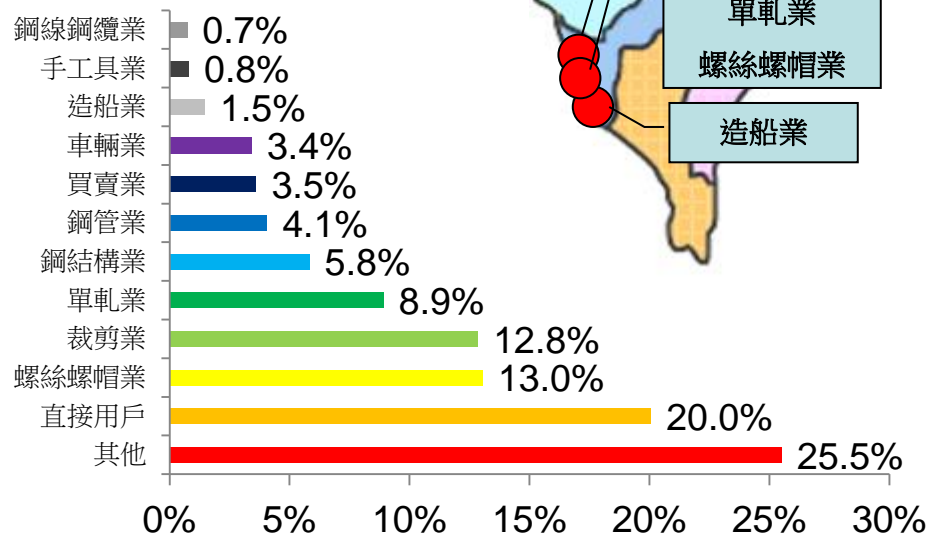 單軋業
螺絲螺帽業
造船業
鋼線鋼纜業 0.7%
手工具業 0.8%
造船業 1.5%
車輛業 3.4%
買賣業 3.5%
鋼管業 4.1%
鋼結構業 5.8%
單軋業 8.9%
裁剪業 12.8%
螺絲螺帽業 13.0%
直接用戶 20.0%
其他 25.5%
0% 5% 10% 15% 20% 25% 30%